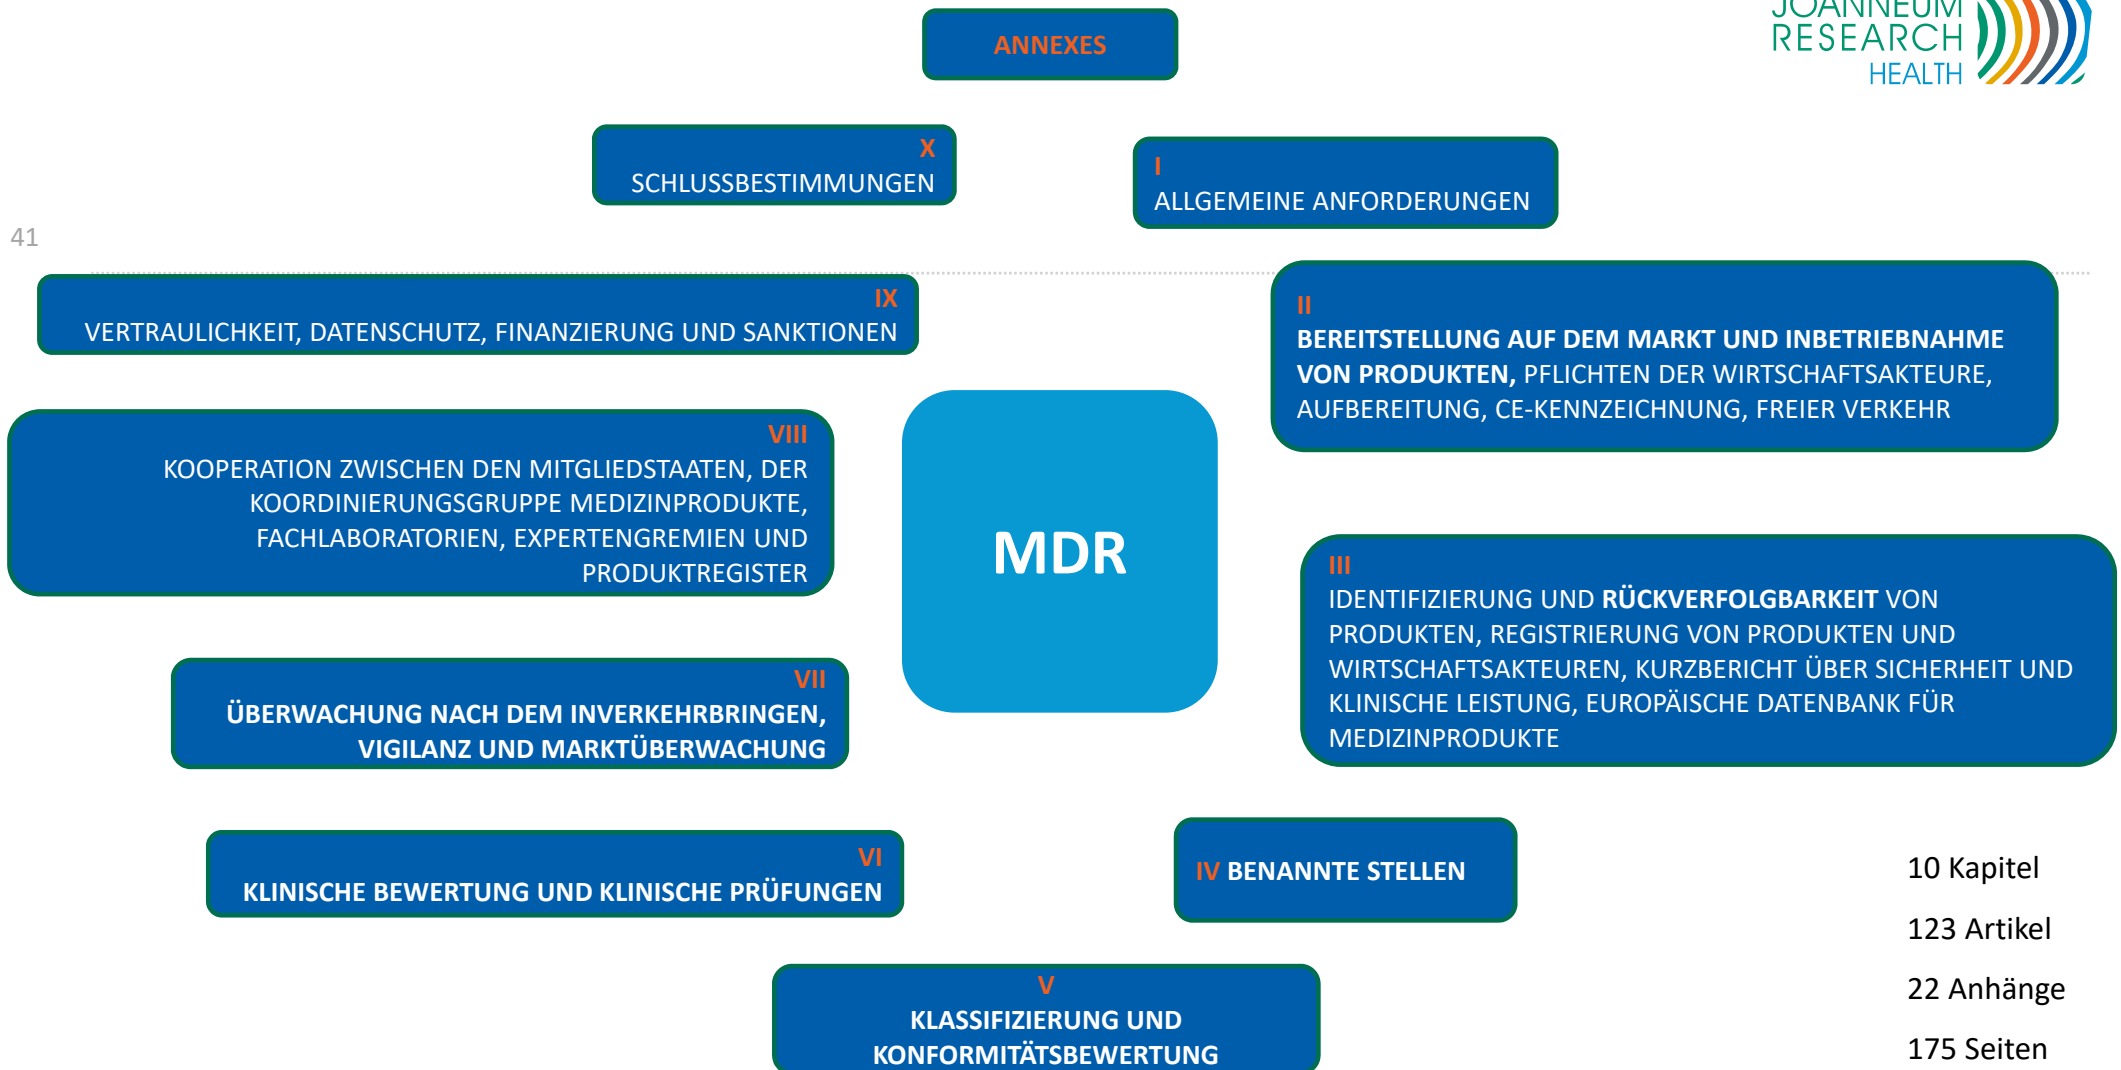 JOANNEUM
RESEARCH
HEALTH
ANNEXES
X
SCHLUSSBESTIMMUNGEN
I
ALLGEMEINE ANFORDERUNGEN
41
IX
VERTRAULICHKEIT, DATENSCHUTZ, FINANZIERUNG UND SANKTIONEN
II
BEREITSTELLUNG AUF DEM MARKT UND INBETRIEBNAHME
VON PRODUKTEN, PFLICHTEN DER WIRTSCHAFTSAKTEURE,
AUFBEREITUNG, CE-KENNZEICHNUNG, FREIER VERKEHR
VIII
KOOPERATION ZWISCHEN DEN MITGLIEDSTAATEN, DER
KOORDINIERUNGSGRUPPE MEDIZINPRODUKTE,
FACHLABORATORIEN, EXPERTENGREMIEN UND
PRODUKTREGISTER
MDR
III
IDENTIFIZIERUNG UND RÜCKVERFOLGBARKEIT VON
PRODUKTEN, REGISTRIERUNG VON PRODUKTEN UND
WIRTSCHAFTSAKTEUREN, KURZBERICHT ÜBER SICHERHEIT UND
KLINISCHE LEISTUNG, EUROPÄISCHE DATENBANK FÜR
MEDIZINPRODUKTE
VII
ÜBERWACHUNG NACH DEM INVERKEHRBRINGEN,
VIGILANZ UND MARKTÜBERWACHUNG
VI
KLINISCHE BEWERTUNG UND KLINISCHE PRÜFUNGEN
IV BENANNTE STELLEN
V
KLASSIFIZIERUNG UND
KONFORMITÄTSBEWERTUNG
10 Kapitel
123 Artikel
22 Anhänge
175 Seiten